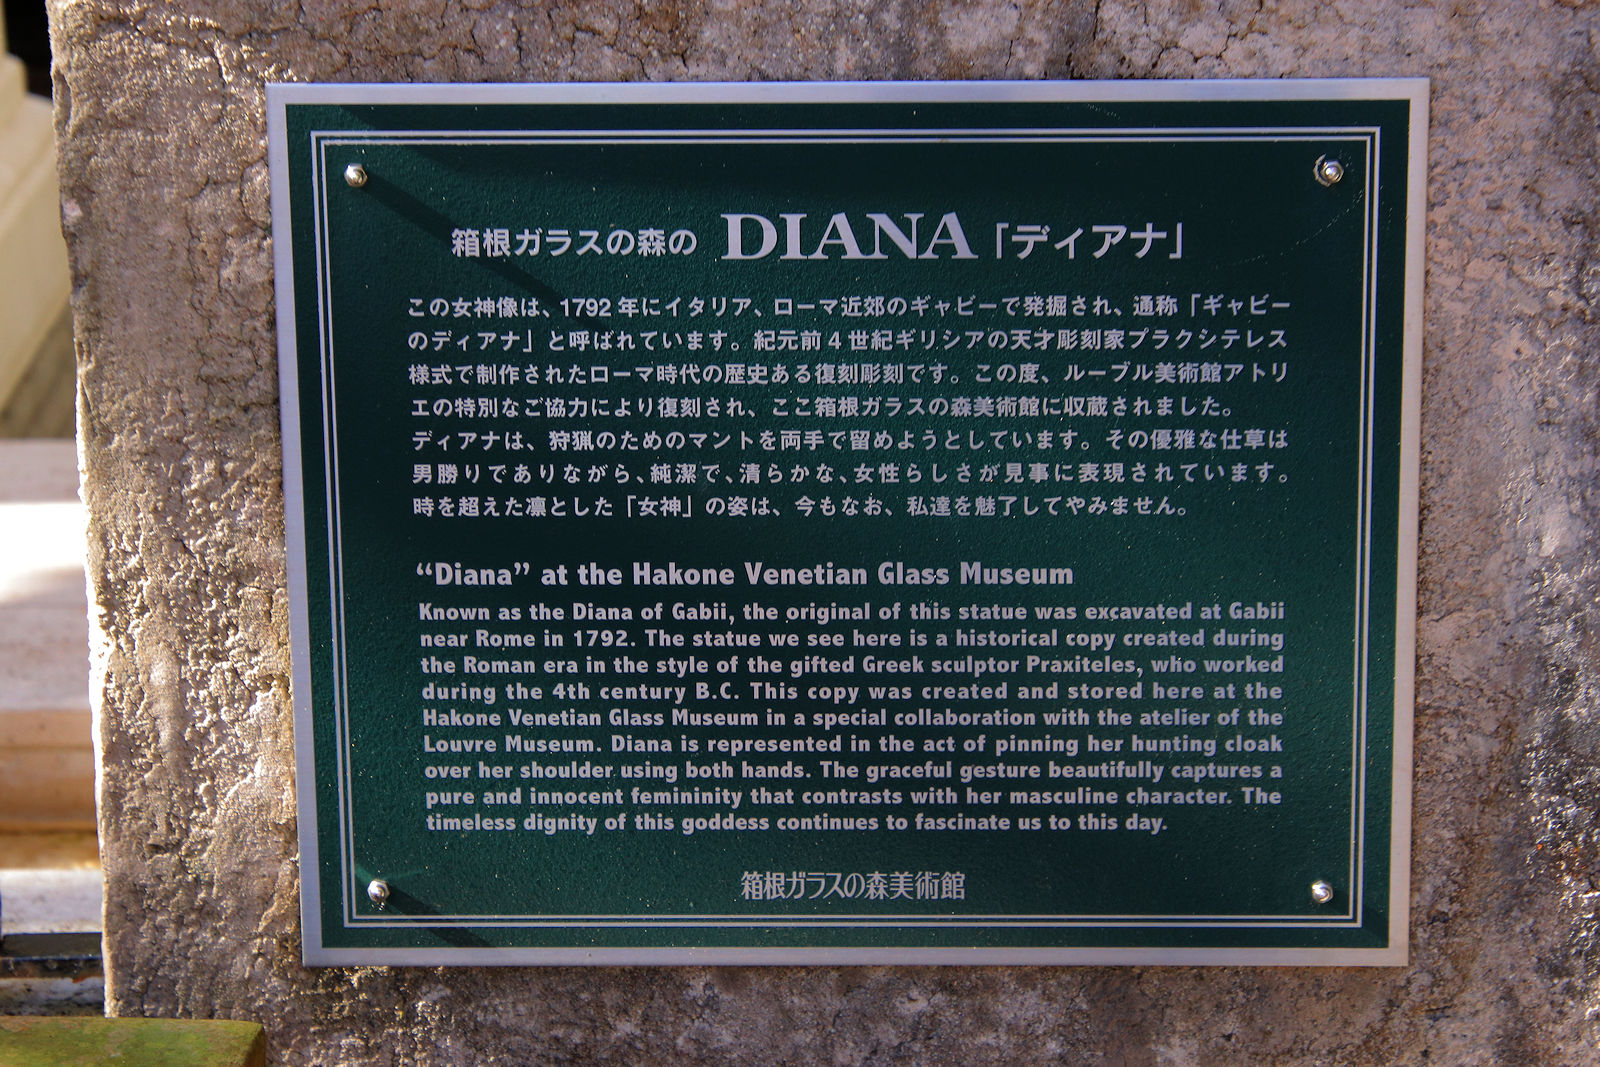 箱根ガラスの森の DIANA「ディアナ」
この女神像は、1792 年にイタリア、ローマ近郊のギャビーで発掘され、通称「ギャビー
のディアナ」と呼ばれています。紀元前 4 世紀ギリシアの天才彫刻家プラクシテレス
様式で制作されたローマ時代の歴史ある復刻彫刻です。この度、ルーブル美術館アトリ
エの特別なご協力により復刻され、ここ箱根ガラスの森美術館に収蔵されました。
ディアナは、狩猟のためのマントを両手で留めようとしています。その優雅な仕草は
男勝りでありながら、純潔で、清らかな、女性らしさが見事に表現されています。
時を超えた凛とした「女神」の姿は、今もなお、私達を魅了してやみません。
“Diana” at the Hakone Venetian Glass Museum
Known as the Diana of Gabii, the original of this statue was excavated at Gabii
near Rome in 1792. The statue we see here is a historical copy created during
the Roman era in the style of the gifted Greek sculptor Praxiteles, who worked
during the 4th century B.C. This copy was created and stored here at the
Hakone Venetian Glass Museum in a special collaboration with the atelier of the
Louvre Museum. Diana is represented in the act of pinning her hunting cloak
over her shoulder using both hands. The graceful gesture beautifully captures a
pure and innocent femininity that contrasts with her masculine character. The
timeless dignity of this goddess continues to fascinate us to this day.
箱根ガラスの森美術館